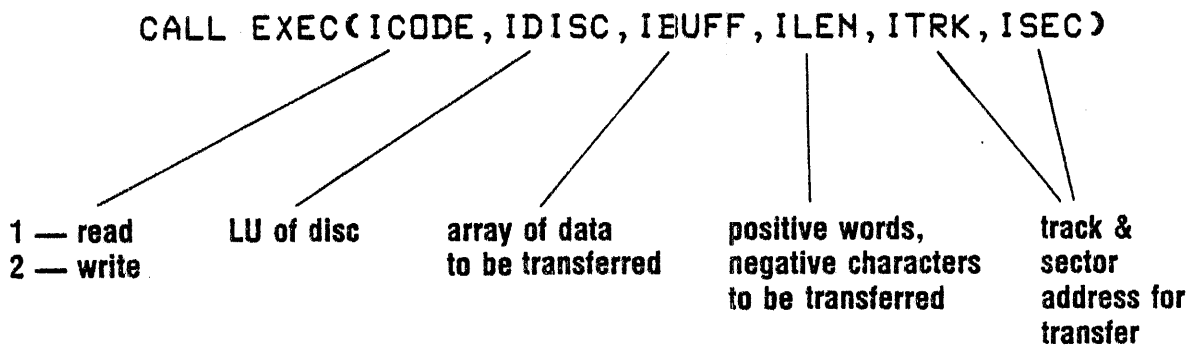 CALL EXEC(ICODE,IDISC,IBUFF,ILEN,ITRK,ISEC)
1 — read
2 — write
LU of disc
array of data
to be transferred
positive words,
negative characters
to be transferred
track &
sector
address for
transfer